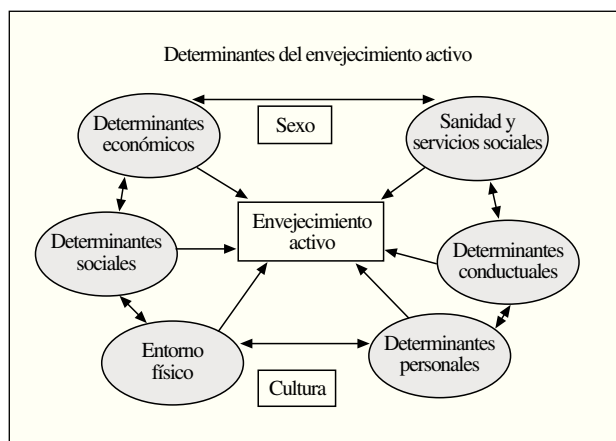 Determinantes del envejecimiento activo
Determinantes
económicos
Sexo
Sanidad y
servicios sociales
Envejecimiento
activo
Determinantes
sociales
Determinantes
conductuales
Entorno
físico
Determinantes
personales
Cultura